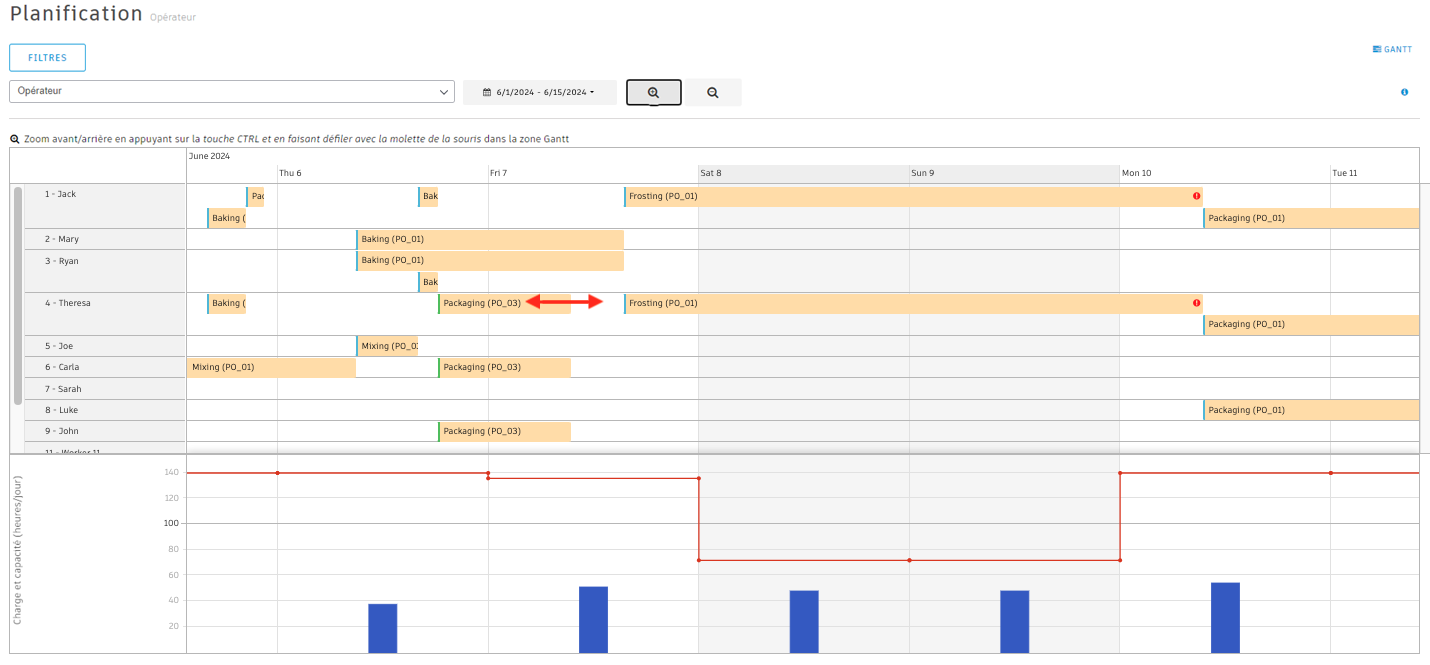 Planification Opérateur
FILTRES
GANTT
Opérateur
6/1/2024 - 6/15/2024
Zoom avant/arrière en appuyant sur la touche CTRL et en faisant défiler avec la molette de la souris dans la zone Gantt
June 2024
Thu 6 Fri 7 Sat 8 Sun 9 Mon 10 Tue 11
1 - Jack Pac Bak Frosting (PO_01)
Baking ( Packaging (PO_01)
2 - Mary Baking (PO_01)
3 - Ryan Baking (PO_01)
Bak
4 - Theresa Baking ( Packaging (PO_03) Frosting (PO_01)
Packaging (PO_01)
5 - Joe Mixing (PO_03
6 - Carla Mixing (PO_01) Packaging (PO_03)
7 - Sarah
8 - Luke Packaging (PO_01)
9 - John Packaging (PO_03)
11 - Worker 11
Charge et capacité (heures/jour)
140
120
100
80
60
40
20